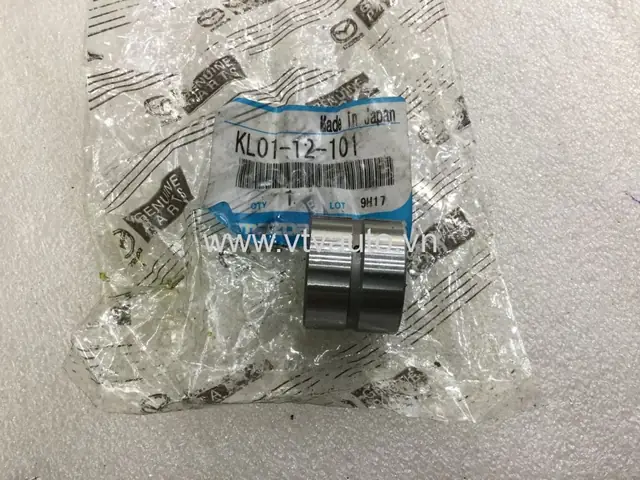 GENUINE
PARTS
Made in Japan
KL01-12-101
QTY 1 LOT 9H17
GENUINE
PARTS
www.vtvauto.vn